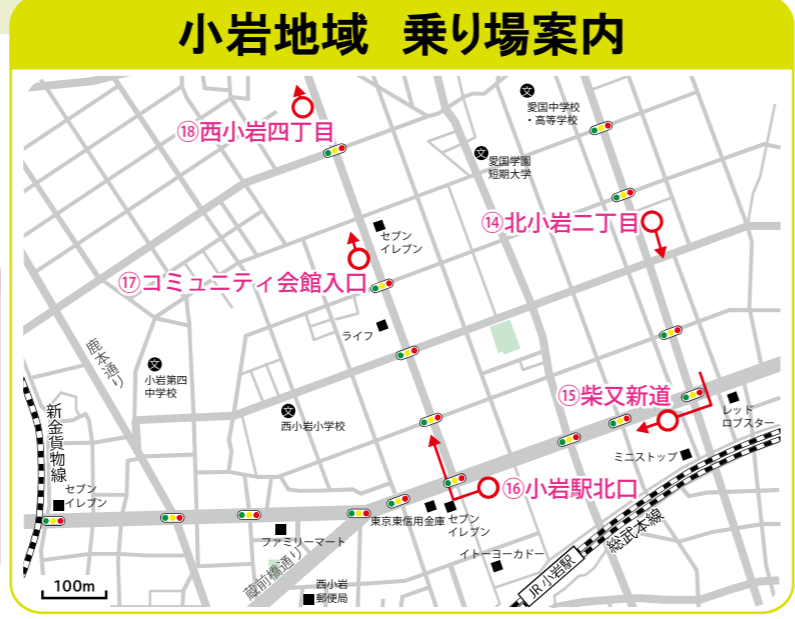 小岩地域 乗り場案内
愛国中学校
・高等学校
⑱西小岩四丁目
愛国学園
短期大学
⑭北小岩二丁目
セブン
イレブン
⑰コミュニティ会館入口
ライフ
鹿本通り
小岩第四
中学校
⑮柴又新道
レッド
ロブスター
新金貨物線
西小岩小学校
ミニストップ
セブン
イレブン
⑯小岩駅北口
東京東信用金庫
セブン
イレブン
ファミリーマート
総武本線
イトーヨーカドー
蔵前橋通り
JR小岩駅
100m
西小岩
郵便局
文
文
文
文